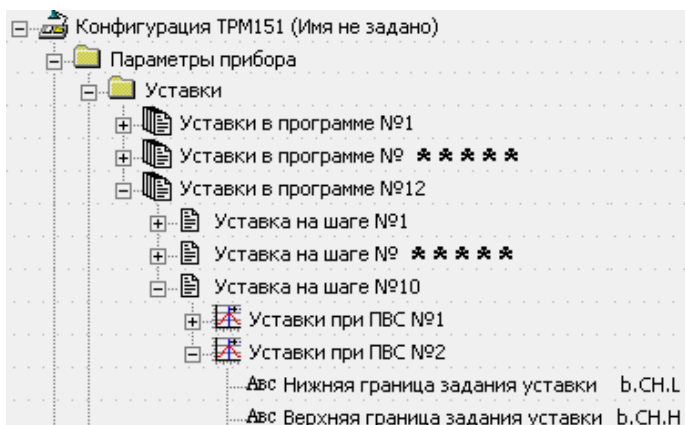 Конфигурация ТРМ151 (Имя не задано)
Параметры прибора
Уставки
Уставки в программе №1
Уставки в программе № * * * * *
Уставки в программе №12
Уставка на шаге №1
Уставка на шаге № * * * * *
Уставка на шаге №10
Уставки при ПВС №1
Уставки при ПВС №2
Авс Нижняя граница задания уставки b.CH.L
Авс Верхняя граница задания уставки b.CH.H